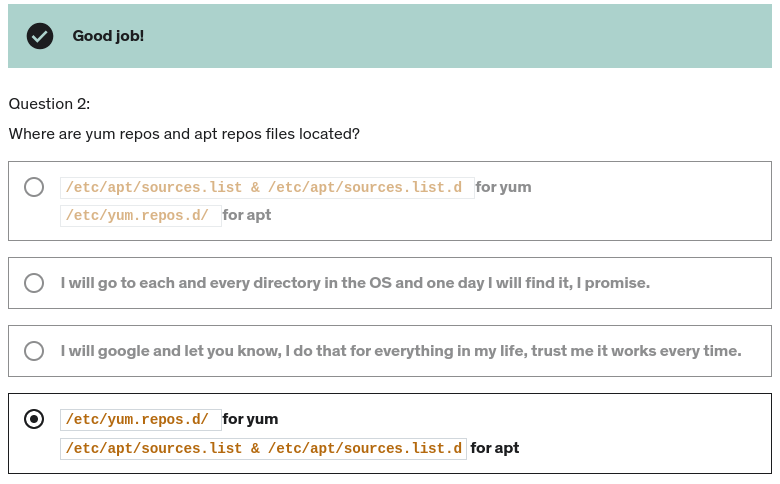 Good job!
Question 2:
Where are yum repos and apt repos files located?
/etc/apt/sources.list & /etc/apt/sources.list.d for yum
/etc/yum.repos.d/ for apt
I will go to each and every directory in the OS and one day I will find it, I promise.
I will google and let you know, I do that for everything in my life, trust me it works every time.
/etc/yum.repos.d/ for yum
/etc/apt/sources.list & /etc/apt/sources.list.d for apt